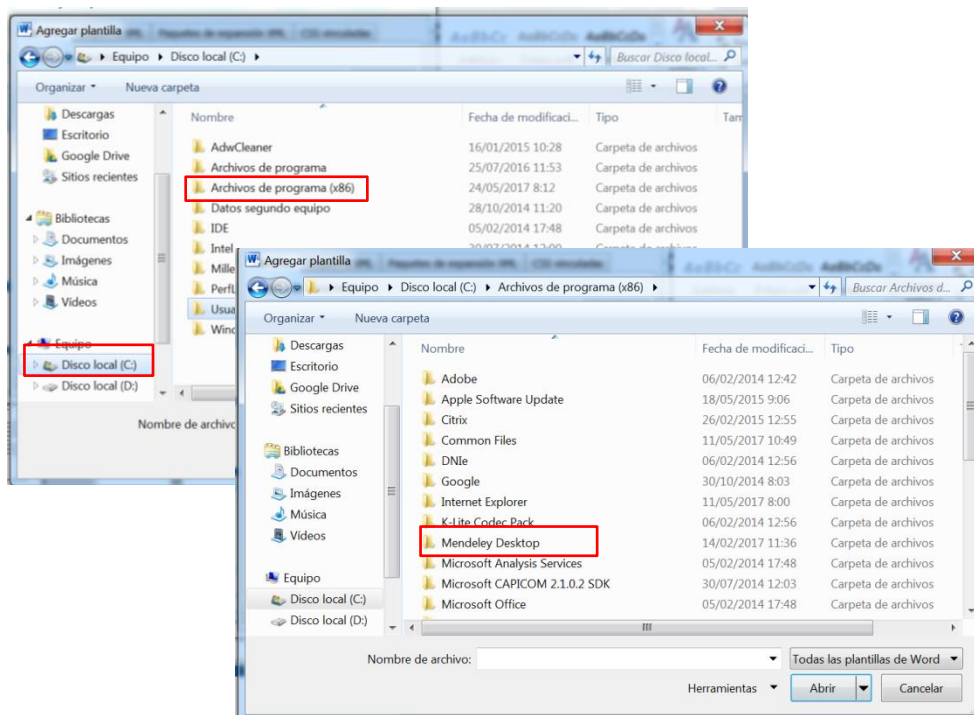 Agregar plantilla
Equipo Disco local (C:)
Buscar Disco local...
Organizar Nueva carpeta
Descargas
Escritorio
Google Drive
Sitios recientes
Bibliotecas
Documentos
Imágenes
Música
Vídeos
Equipo
Disco local (C:)
Disco local (D:)
Nombre Fecha de modificaci... Tipo Tam
AdwCleaner 16/01/2015 10:28 Carpeta de archivos
Archivos de programa 25/07/2016 11:53 Carpeta de archivos
Archivos de programa (x86) 24/05/2017 8:12 Carpeta de archivos
Datos segundo equipo 28/10/2014 11:20 Carpeta de archivos
IDE 05/02/2014 17:48 Carpeta de archivos
Intel
Mille
PerfL
Usua
Winc
Nombre de archivo
Agregar plantilla
Equipo Disco local (C:) Archivos de programa (x86)
Buscar Archivos d...
Organizar Nueva carpeta
Descargas
Escritorio
Google Drive
Sitios recientes
Bibliotecas
Documentos
Imágenes
Música
Vídeos
Equipo
Disco local (C:)
Disco local (D:)
Nombre Fecha de modificaci... Tipo
Adobe 06/02/2014 12:42 Carpeta de archivos
Apple Software Update 18/05/2015 9:06 Carpeta de archivos
Citrix 26/02/2015 12:55 Carpeta de archivos
Common Files 11/05/2017 10:49 Carpeta de archivos
DNIe 06/02/2014 12:56 Carpeta de archivos
Google 30/10/2014 8:03 Carpeta de archivos
Internet Explorer 11/05/2017 8:00 Carpeta de archivos
K-Lite Codec Pack 06/02/2014 12:56 Carpeta de archivos
Mendeley Desktop 14/02/2017 11:36 Carpeta de archivos
Microsoft Analysis Services 05/02/2014 17:48 Carpeta de archivos
Microsoft CAPICOM 2.1.0.2 SDK 30/07/2014 12:03 Carpeta de archivos
Microsoft Office 05/02/2014 17:48 Carpeta de archivos
Nombre de archivo:
Todas las plantillas de Word
Herramientas Abrir Cancelar